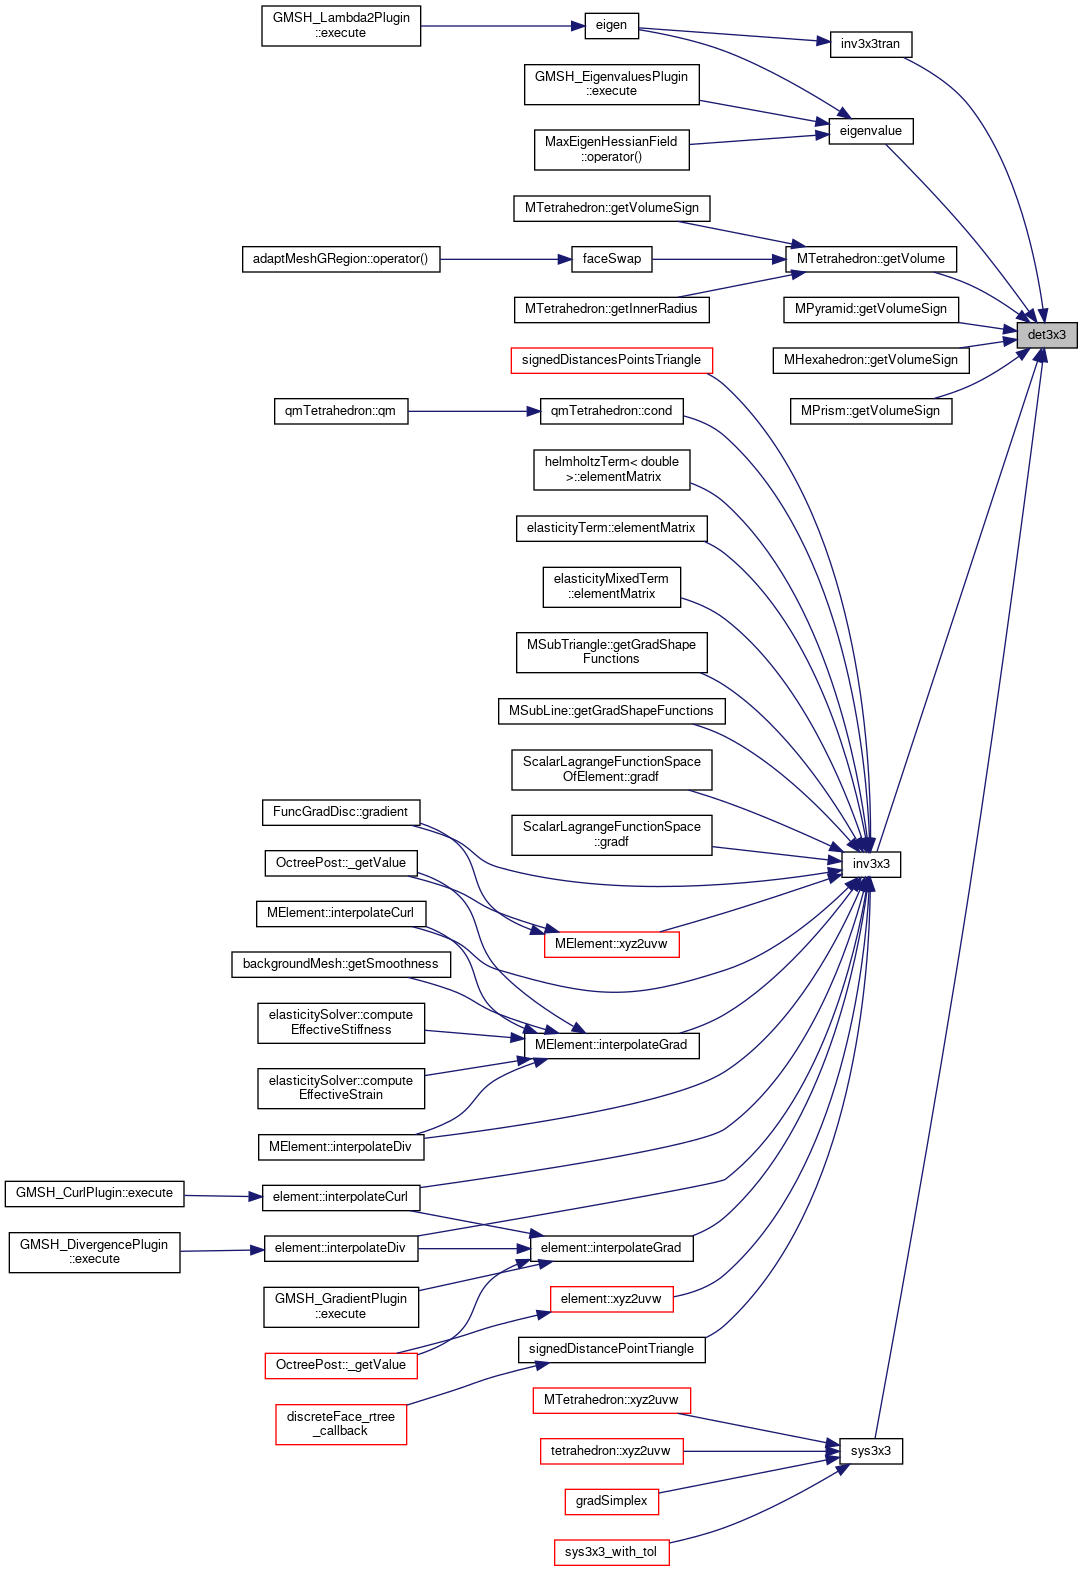 GMSH_Lambda2Plugin
::execute
eigen
inv3x3tran
GMSH_EigenvaluesPlugin
::execute
eigenvalue
MaxEigenHessianField
::operator()
MTetrahedron::getVolumeSign
adaptMeshGRegion::operator()
faceSwap
MTetrahedron::getVolume
MTetrahedron::getInnerRadius
MPyramid::getVolumeSign
det3x3
signedDistancesPointsTriangle
MHexahedron::getVolumeSign
qmTetrahedron::qm
qmTetrahedron::cond
MPrism::getVolumeSign
helmholtzTerm< double
>::elementMatrix
elasticityTerm::elementMatrix
elasticityMixedTerm
::elementMatrix
MSubTriangle::getGradShape
Functions
MSubLine::getGradShapeFunctions
ScalarLagrangeFunctionSpace
OfElement::gradf
FuncGradDisc::gradient
ScalarLagrangeFunctionSpace
::gradf
OctreePost::_getValue
inv3x3
MElement::interpolateCurl
MElement::xyz2uvw
backgroundMesh::getSmoothness
elasticitySolver::compute
EffectiveStiffness
MElement::interpolateGrad
elasticitySolver::compute
EffectiveStrain
MElement::interpolateDiv
GMSH_CurlPlugin::execute
element::interpolateCurl
GMSH_DivergencePlugin
::execute
element::interpolateDiv
element::interpolateGrad
GMSH_GradientPlugin
::execute
element::xyz2uvw
signedDistancePointTriangle
OctreePost::_getValue
MTetrahedron::xyz2uvw
discreteFace_rtree
_callback
tetrahedron::xyz2uvw
sys3x3
gradSimplex
sys3x3_with_tol